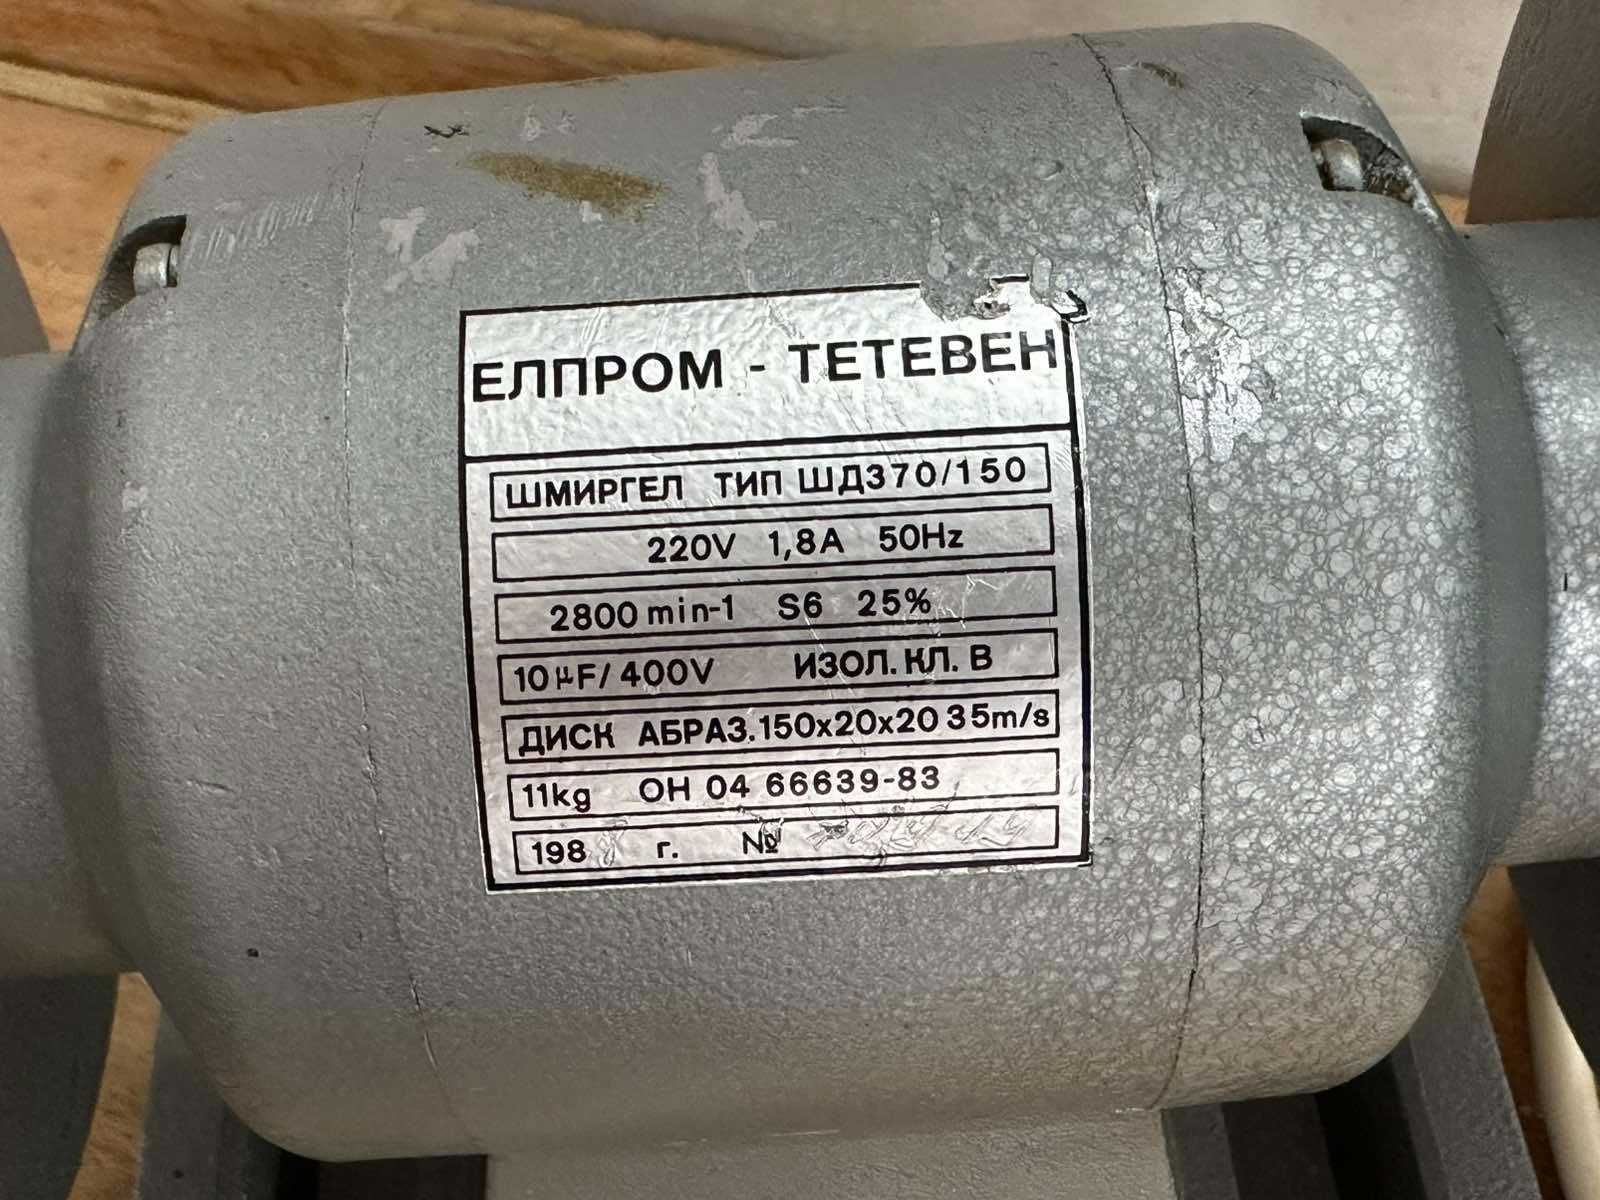 ЕЛПРОМ - ТЕТЕВЕН
ШМИРГЕЛ ТИП ШД370/150
220V 1,8A 50Hz
2800 min-1 S6 25%
10µF/400V ИЗОЛ. КЛ. В
ДИСК АБРАЗ. 150x20x20 35m/s
11kg ОН 04 66639-83
198 г. №